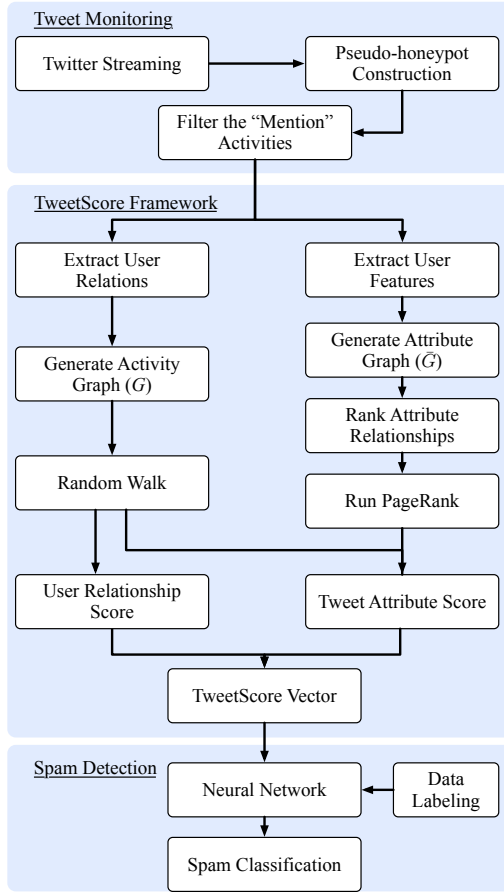 Tweet Monitoring
Twitter Streaming
Pseudo-honeypot
Construction
Filter the “Mention”
Activities
TweetScore Framework
Extract User
Relations
Extract User
Features
Generate Activity
Graph (G)
Generate Attribute
Graph (Ḡ)
Rank Attribute
Relationships
Random Walk
Run PageRank
User Relationship
Score
Tweet Attribute Score
TweetScore Vector
Spam Detection
Neural Network
Data
Labeling
Spam Classification